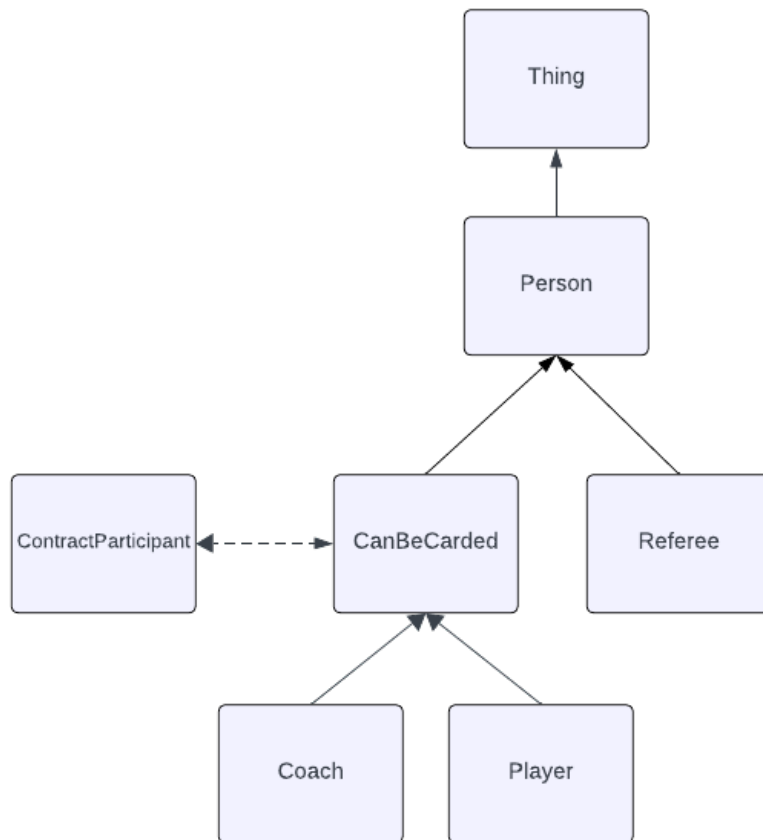 Thing
Person
ContractParticipant
CanBeCarded
Referee
Coach
Player